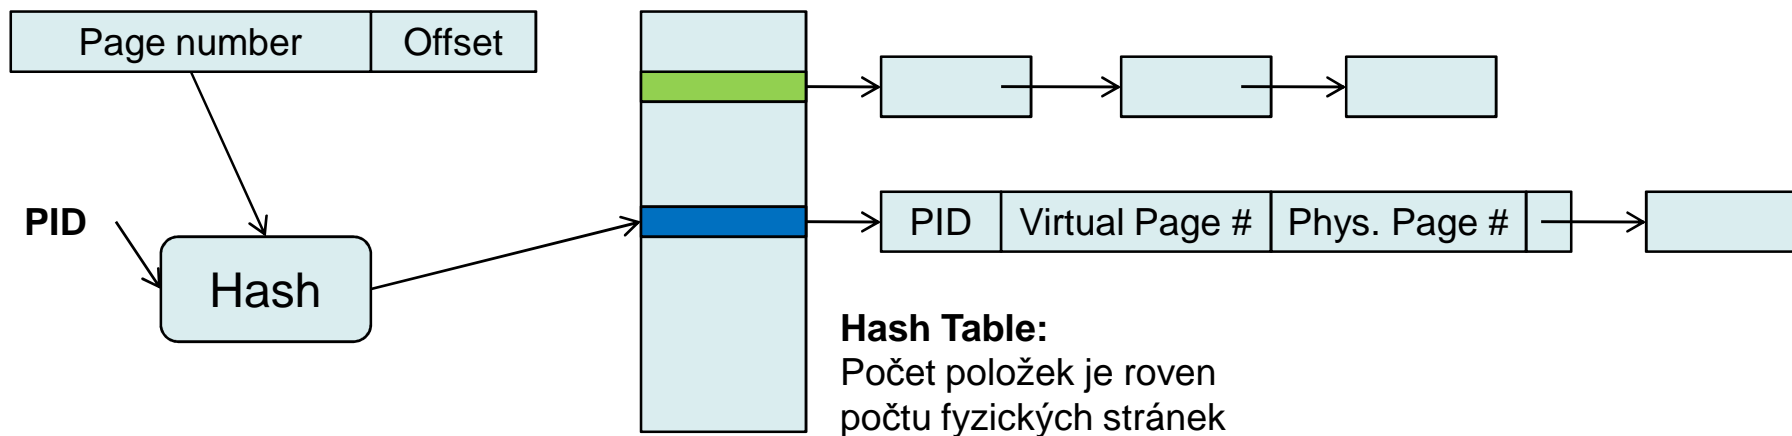 Page number Offset
PID
Hash
PID Virtual Page # Phys. Page #
Hash Table:
Počet položek je roven
počtu fyzických stránek